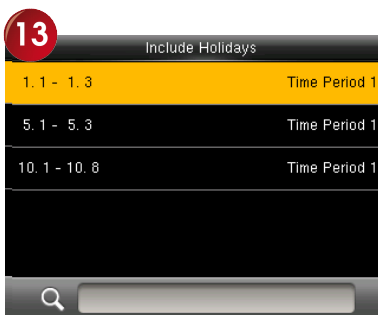 13
Include Holidays
1. 1 - 1. 3 Time Period 1
5. 1 - 5. 3 Time Period 1
10. 1 - 10. 8 Time Period 1